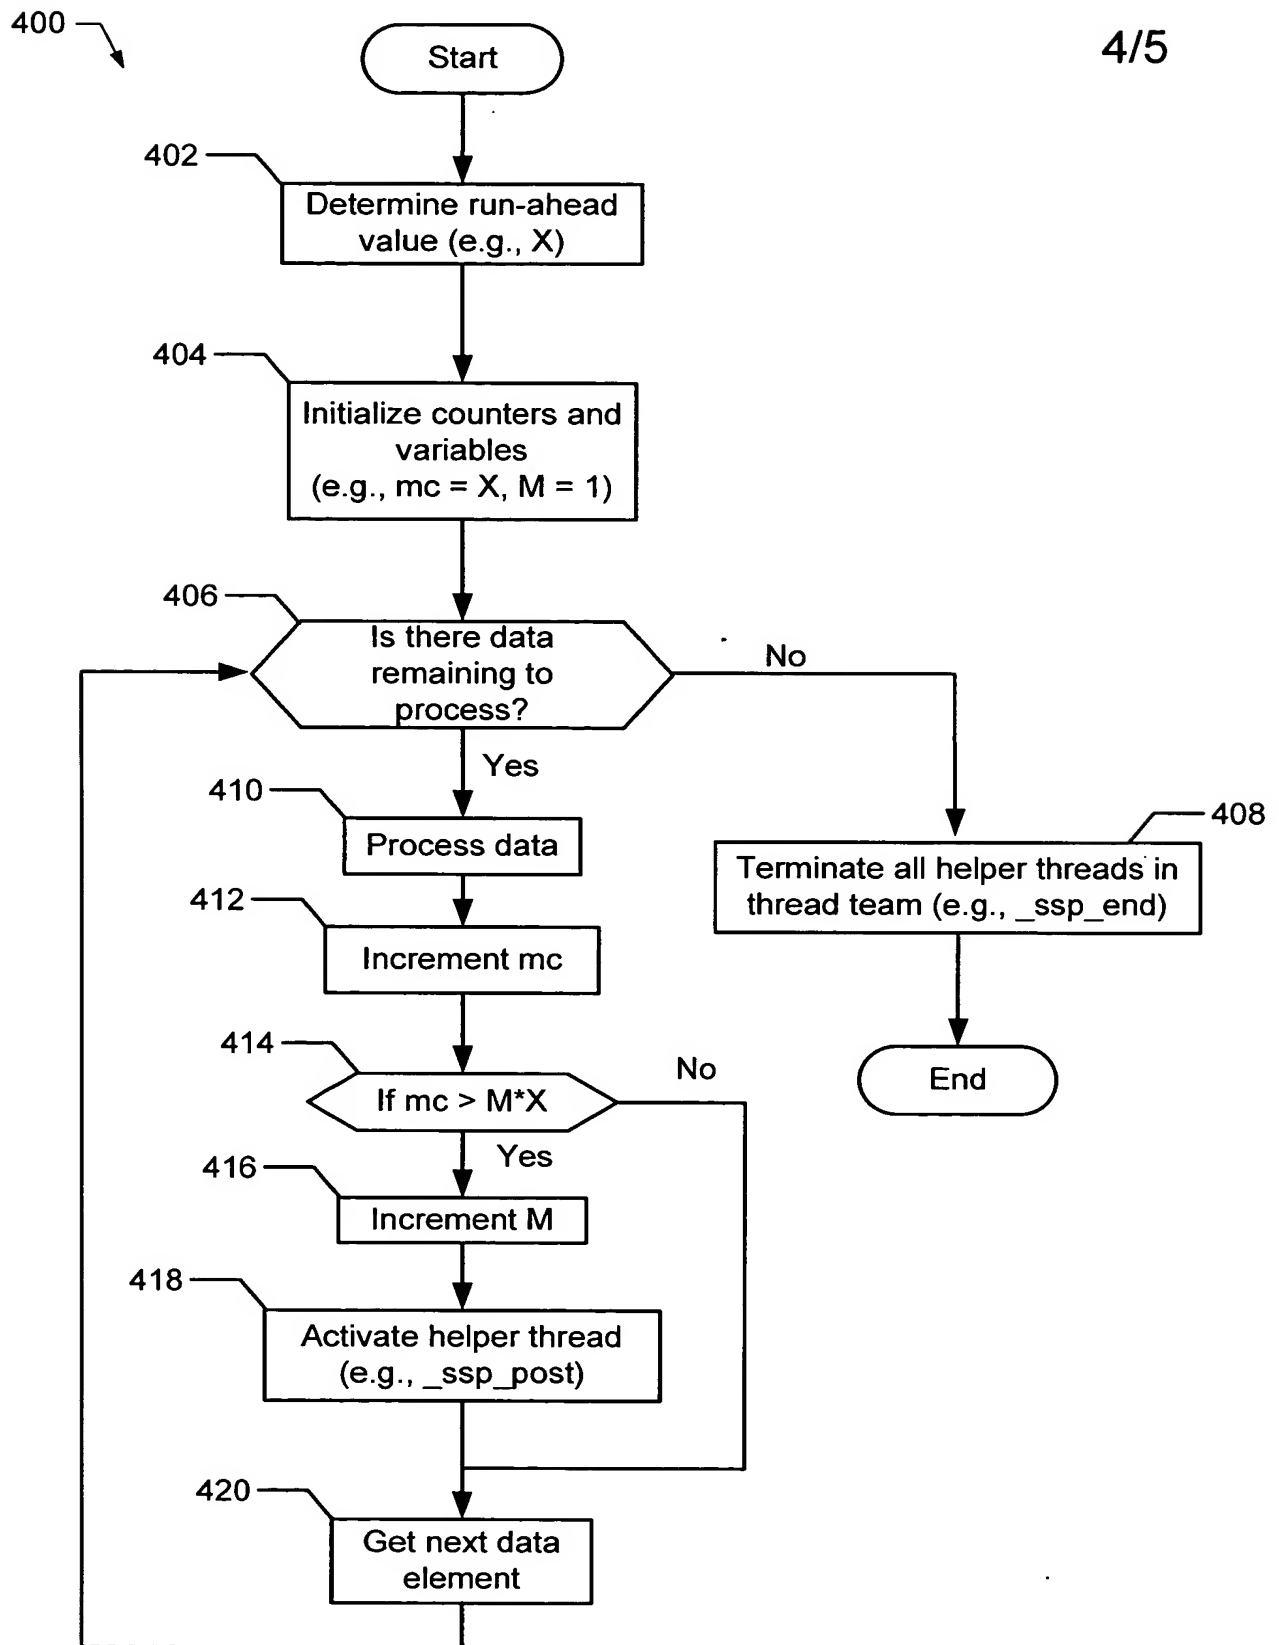 400
4/5
Start
402
Determine run-ahead
value (e.g., X)
404
Initialize counters and
variables
(e.g., mc = X, M = 1)
406
Is there data
remaining to
process?
No
Yes
410
Process data
408
Terminate all helper threads in
thread team (e.g., _ssp_end)
412
Increment mc
414
If mc > M*X
No
End
Yes
416
Increment M
418
Activate helper thread
(e.g., _ssp_post)
420
Get next data
element